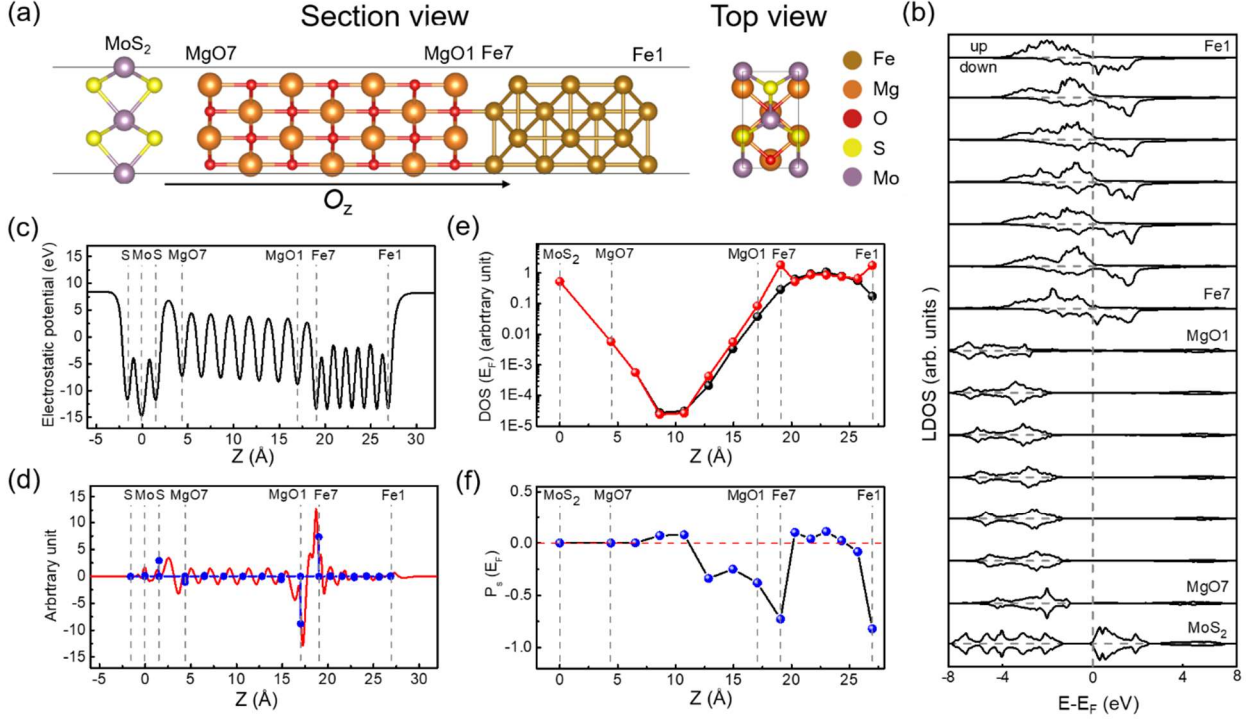 (a)
Section view
Top view
MoS2
MgO7
MgO1 Fe7
Fe1
Oz
Fe
Mg
O
S
Mo
(b)
up
down
Fe1
Fe7
MgO1
MgO7
MoS2
LDOS (arb. units)
-8 -4 0 4 8
E-EF (eV)
(c)
S MoS MgO7 MgO1 Fe7 Fe1
Electrostatic potential (eV)
15
10
5
0
-5
-10
-15
-5 0 5 10 15 20 25 30
Z (Å)
(d)
S MoS MgO7 MgO1 Fe7 Fe1
Arbrtrary unit
15
10
5
0
-5
-10
-15
-5 0 5 10 15 20 25 30
Z (Å)
(e)
MoS2 MgO7 MgO1 Fe7 Fe1
DOS (EF) (arbrtrary unit)
1
0.1
0.01
1E-3
1E-4
1E-5
0 5 10 15 20 25
Z (Å)
(f)
MoS2 MgO7 MgO1 Fe7 Fe1
Ps (EF)
0.5
0.0
-0.5
-1.0
0 5 10 15 20 25
Z (Å)